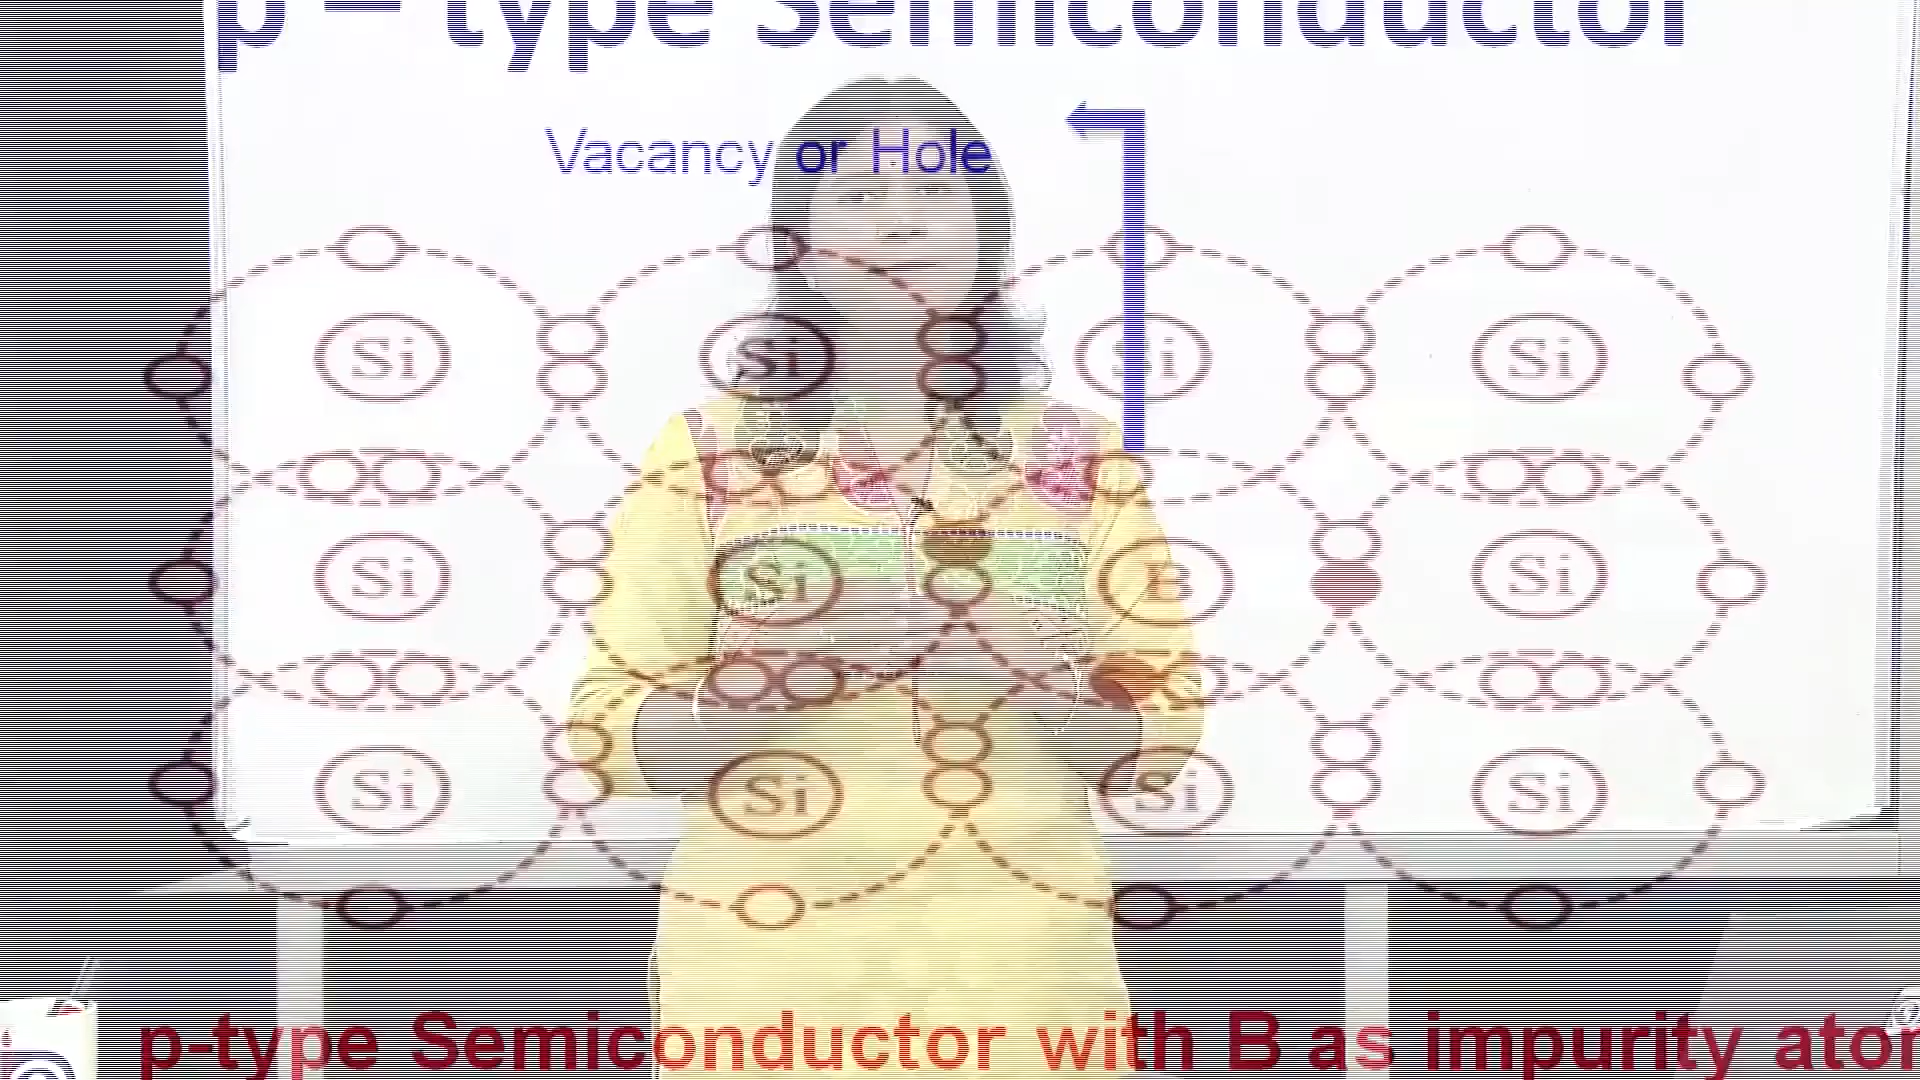 p – type Semiconductor
Vacancy or Hole
Si Si Si Si
Si Si B Si
Si Si Si Si
p-type Semiconductor with B as impurity ator